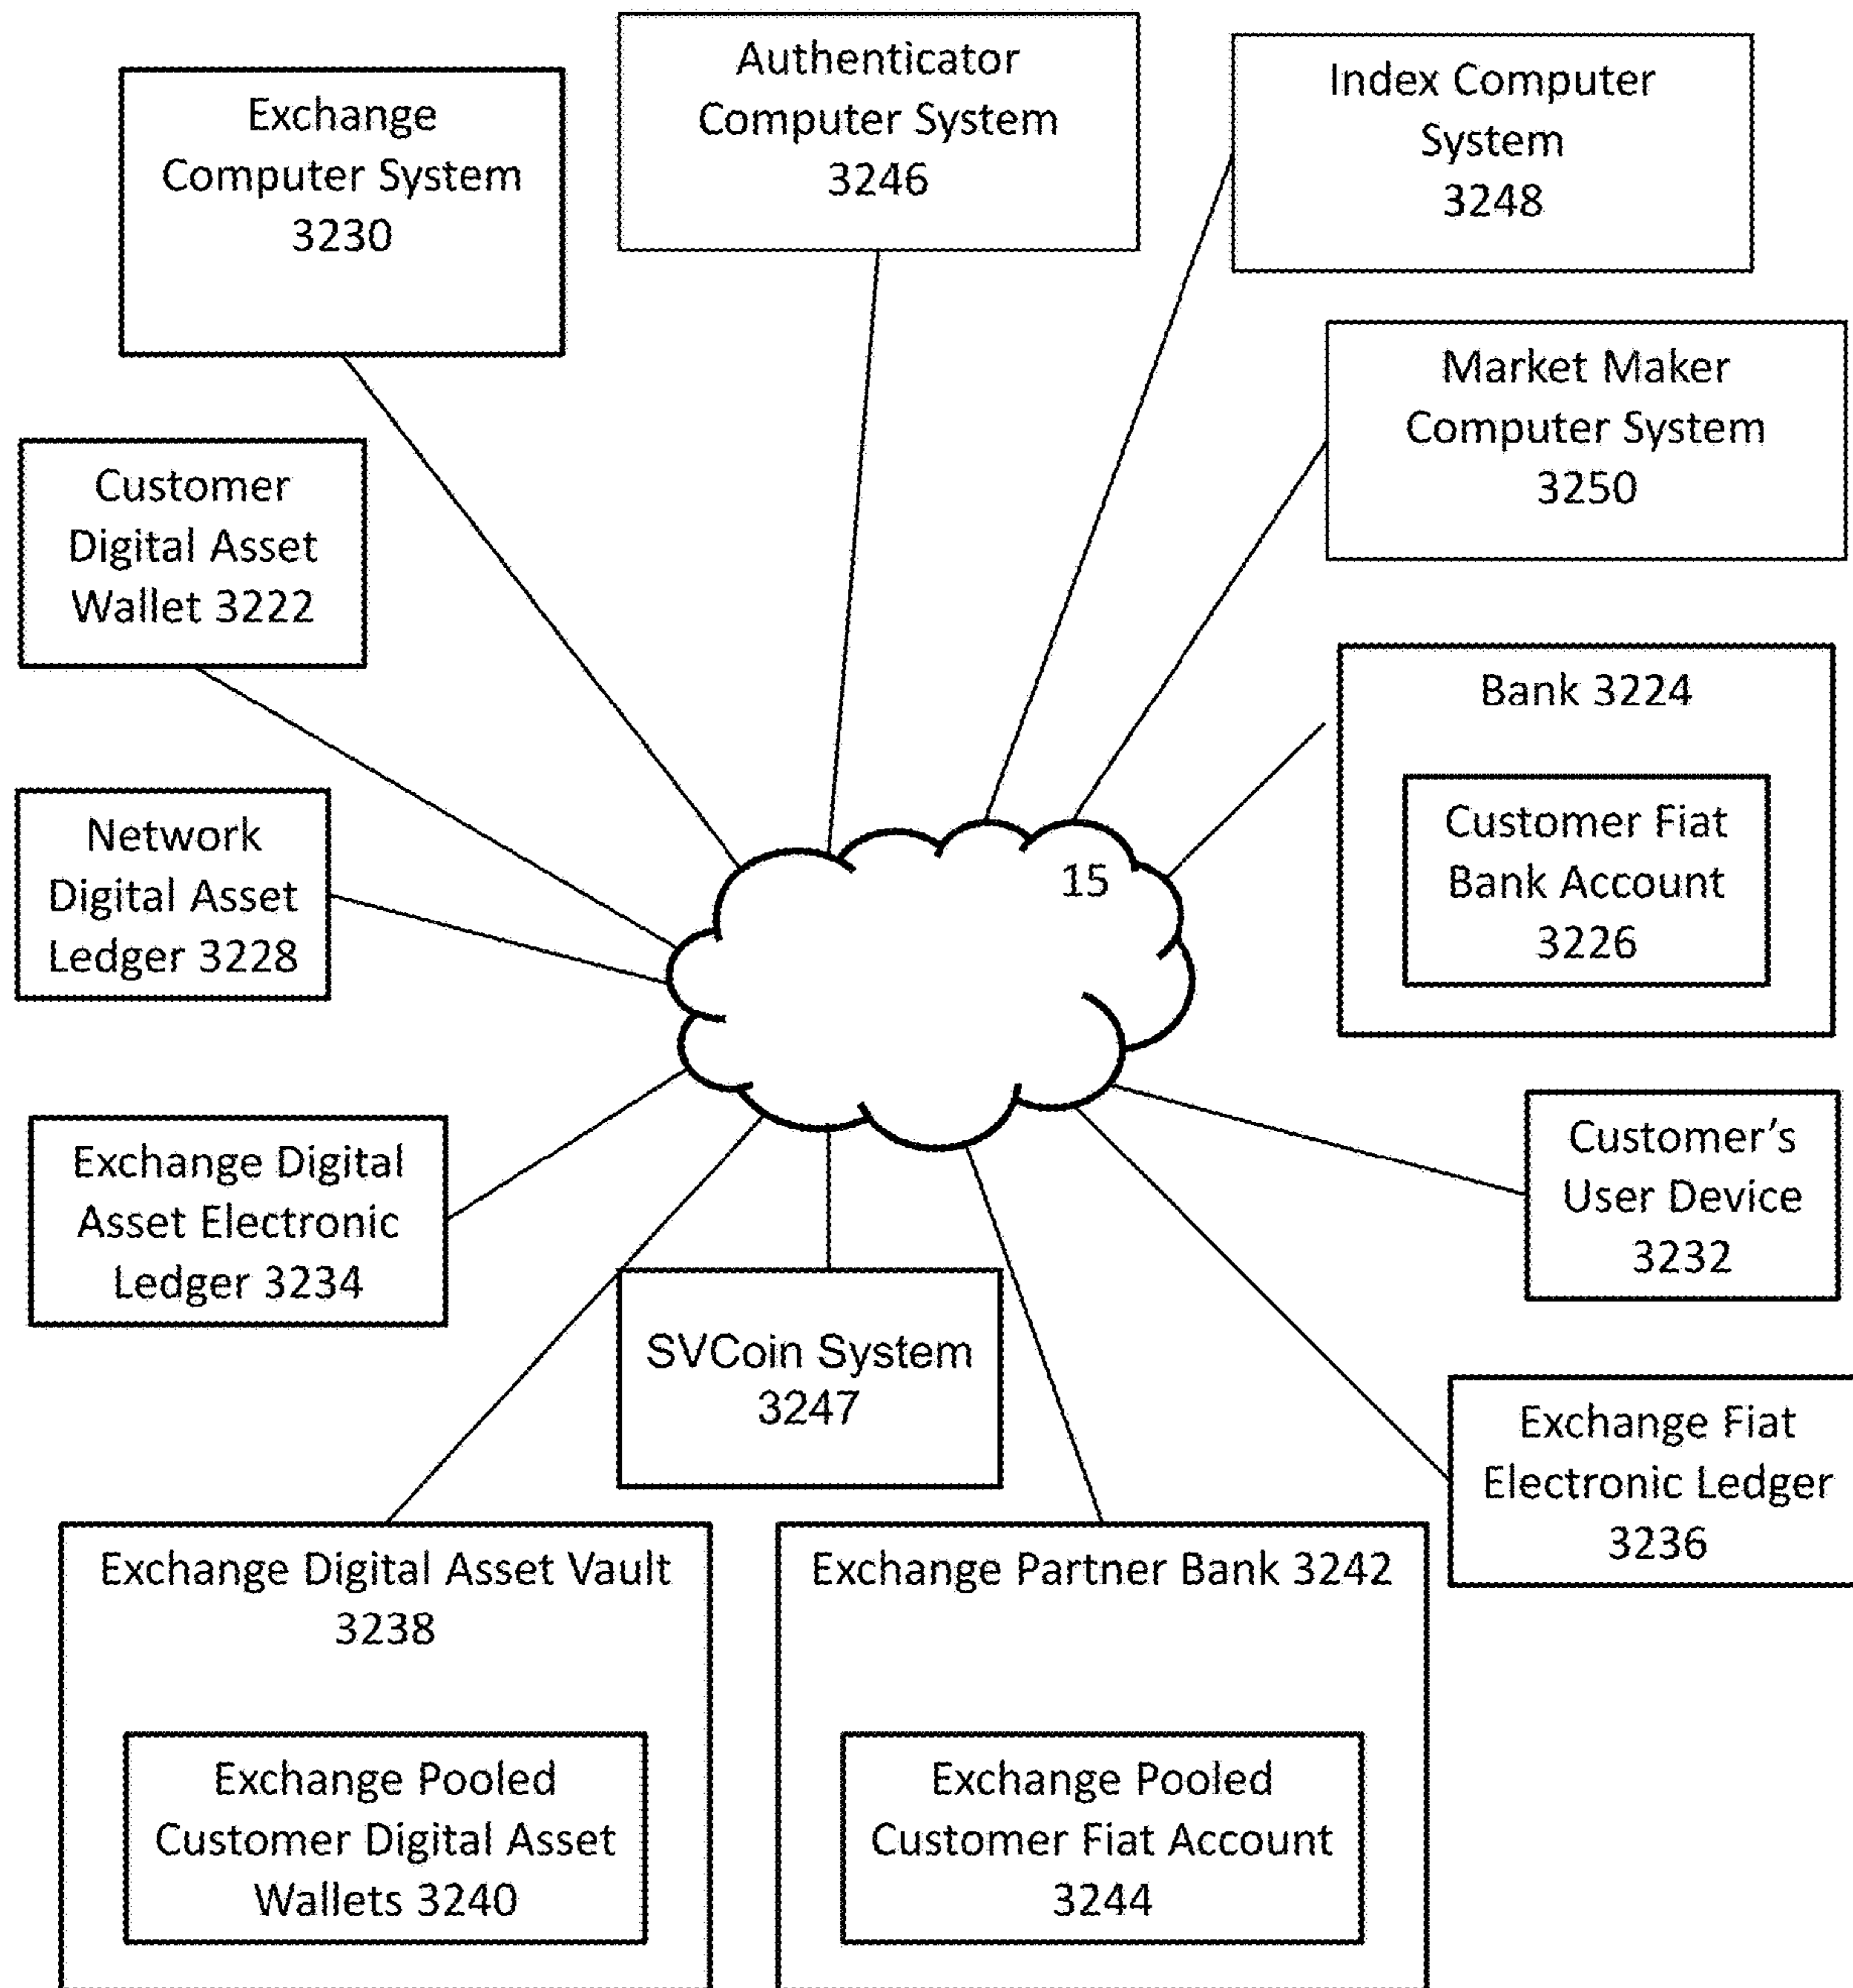 Exchange
Computer System
3230
Authenticator
Computer System
3246
Index Computer
System
3248
Market Maker
Computer System
3250
Customer
Digital Asset
Wallet 3222
Bank 3224
Customer Fiat
Bank Account
3226
Network
Digital Asset
Ledger 3228
15
Exchange Digital
Asset Electronic
Ledger 3234
Customer’s
User Device
3232
SVCoin System
3247
Exchange Fiat
Electronic Ledger
3236
Exchange Digital Asset Vault
3238
Exchange Pooled
Customer Digital Asset
Wallets 3240
Exchange Partner Bank 3242
Exchange Pooled
Customer Fiat Account
3244